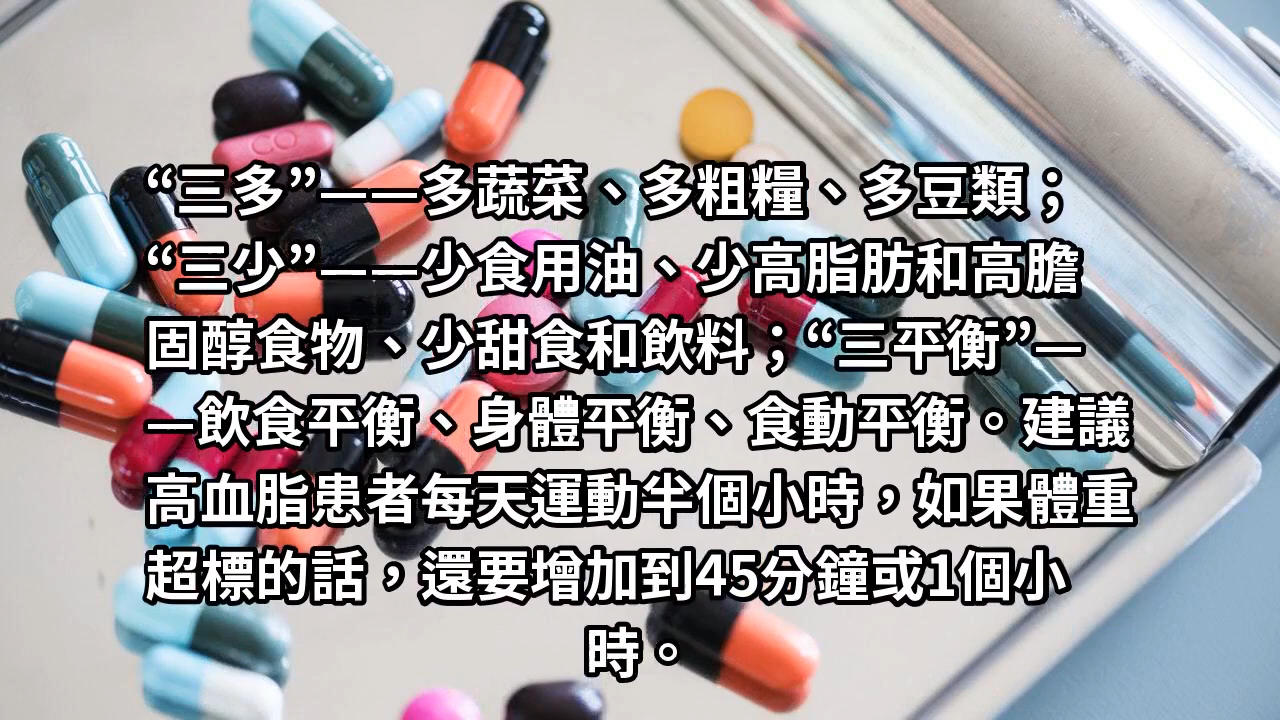 “三多”——多蔬菜、多粗糧、多豆類；
“三少”——少食用油、少高脂肪和高膽
固醇食物、少甜食和飲料；“三平衡”—
—飲食平衡、身體平衡、食動平衡。建議
高血脂患者每天運動半個小時，如果體重
超標的話，還要增加到45分鐘或1個小
時。